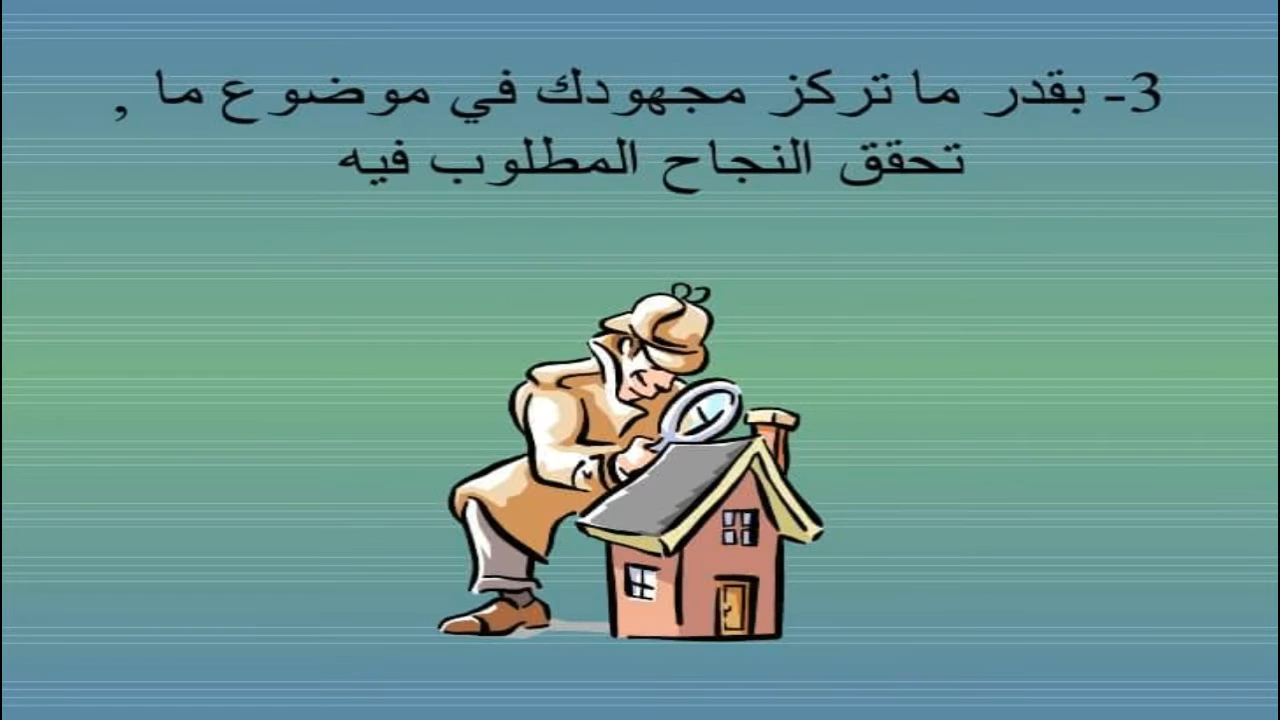 3- بقدر ما تركز مجهودك في موضوع ما ,
تحقق النجاح المطلوب فيه